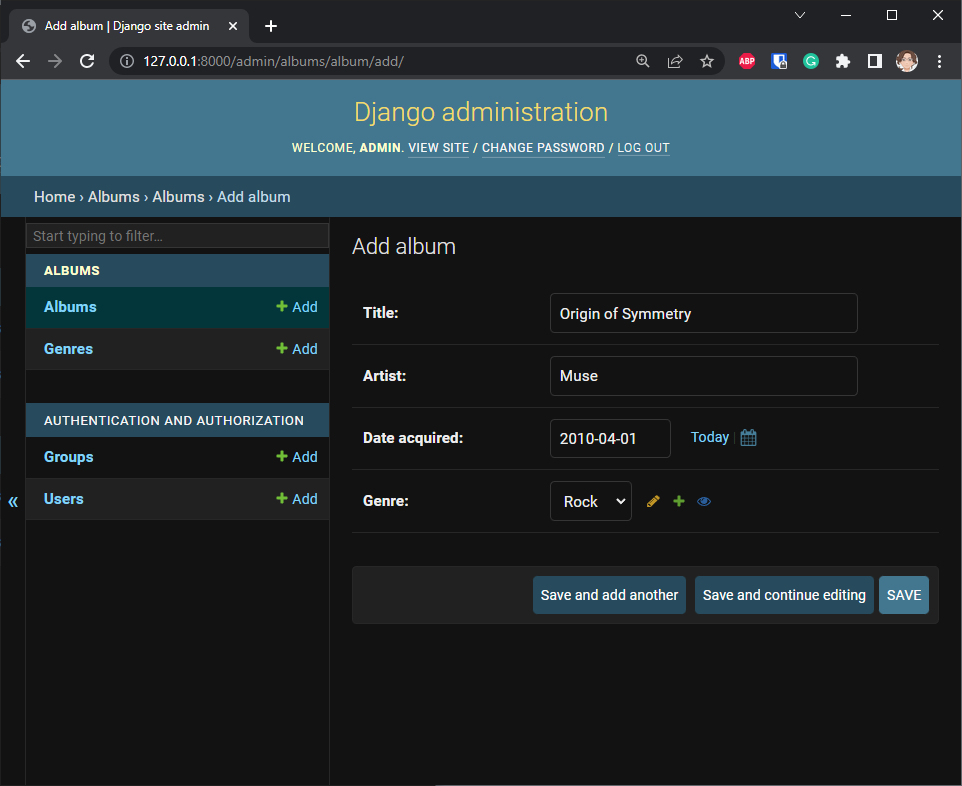 Add album | Django site admin
127.0.0.1:8000/admin/albums/album/add/
ABP
Django administration
WELCOME, ADMIN. VIEW SITE / CHANGE PASSWORD / LOG OUT
Home › Albums › Albums › Add album
Start typing to filter…
ALBUMS
Albums Add
Genres Add
AUTHENTICATION AND AUTHORIZATION
Groups Add
Users Add
«
Add album
Title: Origin of Symmetry
Artist: Muse
Date acquired: 2010-04-01 Today |
Genre: Rock
Save and add another Save and continue editing SAVE